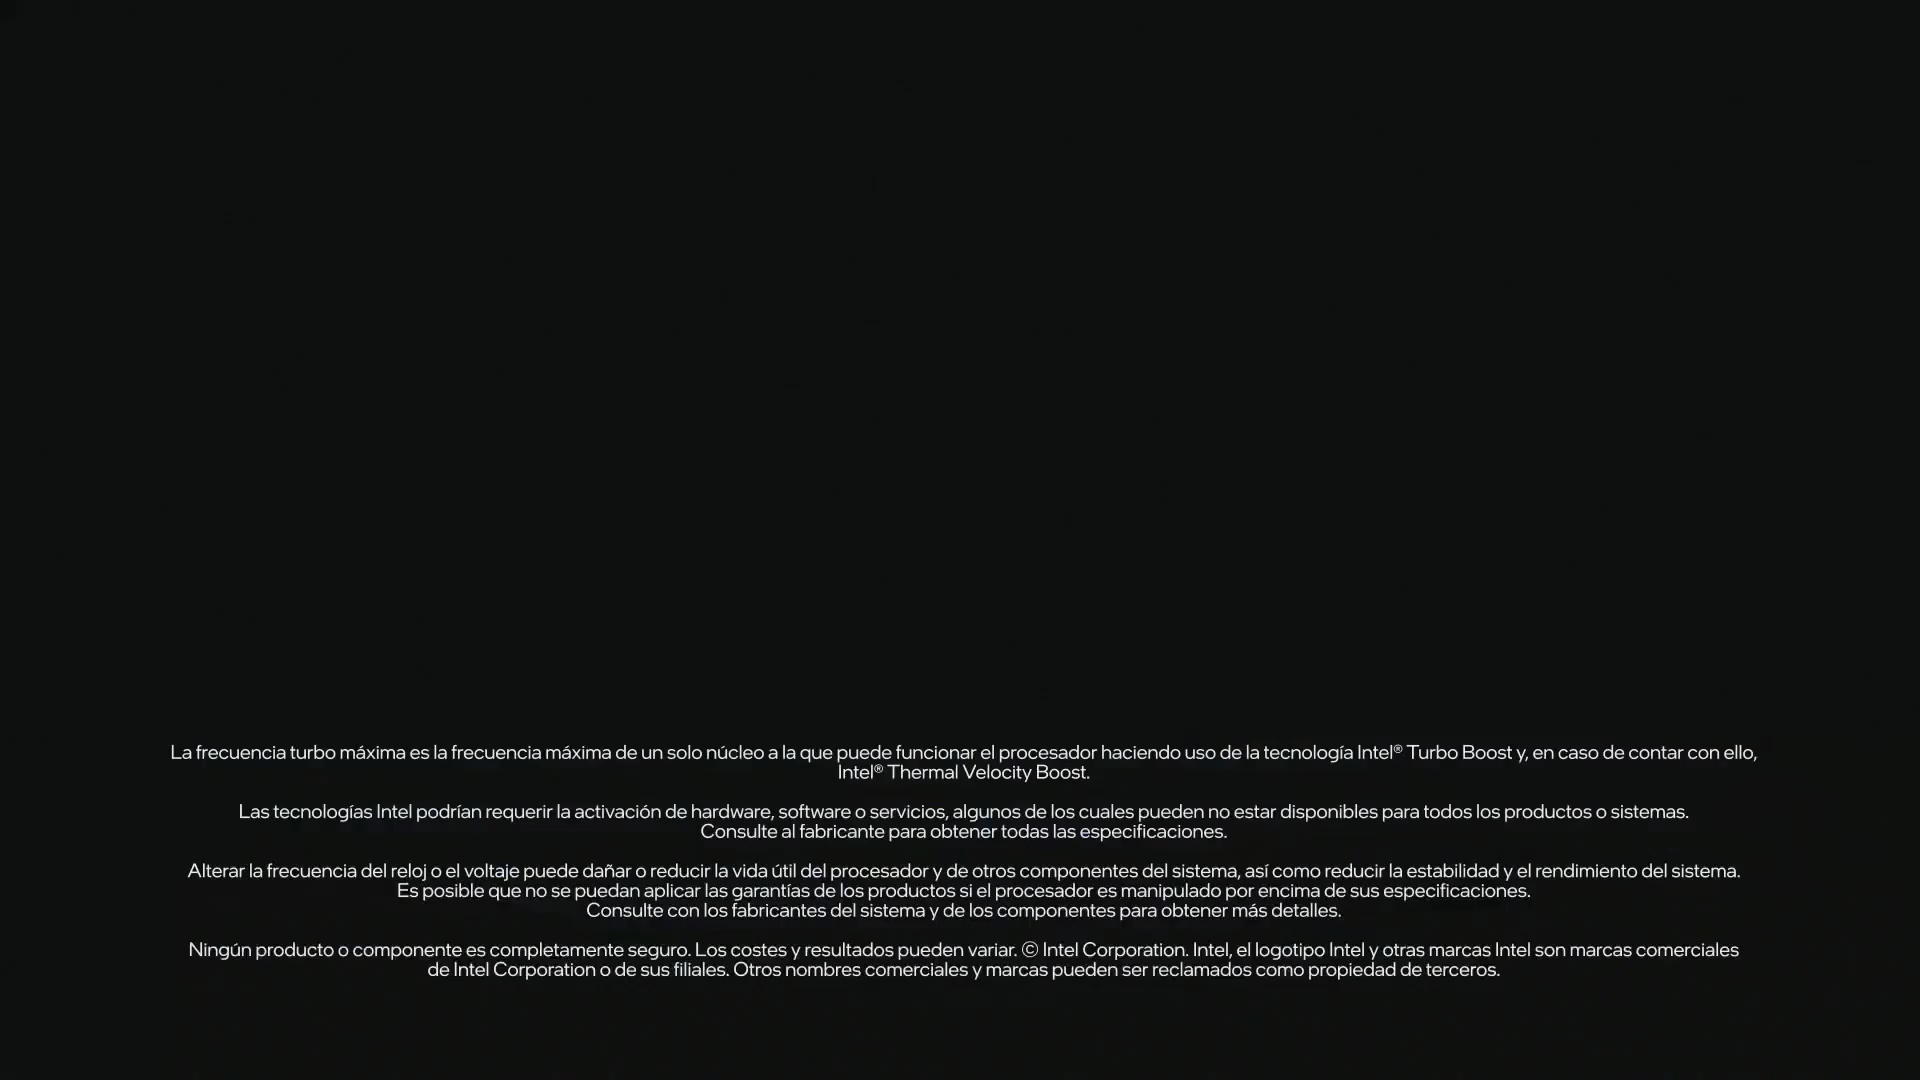 La frecuencia turbo máxima es la frecuencia máxima de un solo núcleo a la que puede funcionar el procesador haciendo uso de la tecnología Intel® Turbo Boost y, en caso de contar con ello,
Intel® Thermal Velocity Boost.
Las tecnologías Intel podrían requerir la activación de hardware, software o servicios, algunos de los cuales pueden no estar disponibles para todos los productos o sistemas.
Consulte al fabricante para obtener todas las especificaciones.
Alterar la frecuencia del reloj o el voltaje puede dañar o reducir la vida útil del procesador y de otros componentes del sistema, así como reducir la estabilidad y el rendimiento del sistema.
Es posible que no se puedan aplicar las garantías de los productos si el procesador es manipulado por encima de sus especificaciones.
Consulte con los fabricantes del sistema y de los componentes para obtener más detalles.
Ningún producto o componente es completamente seguro. Los costes y resultados pueden variar. © Intel Corporation. Intel, el logotipo Intel y otras marcas Intel son marcas comerciales
de Intel Corporation o de sus filiales. Otros nombres comerciales y marcas pueden ser reclamados como propiedad de terceros.